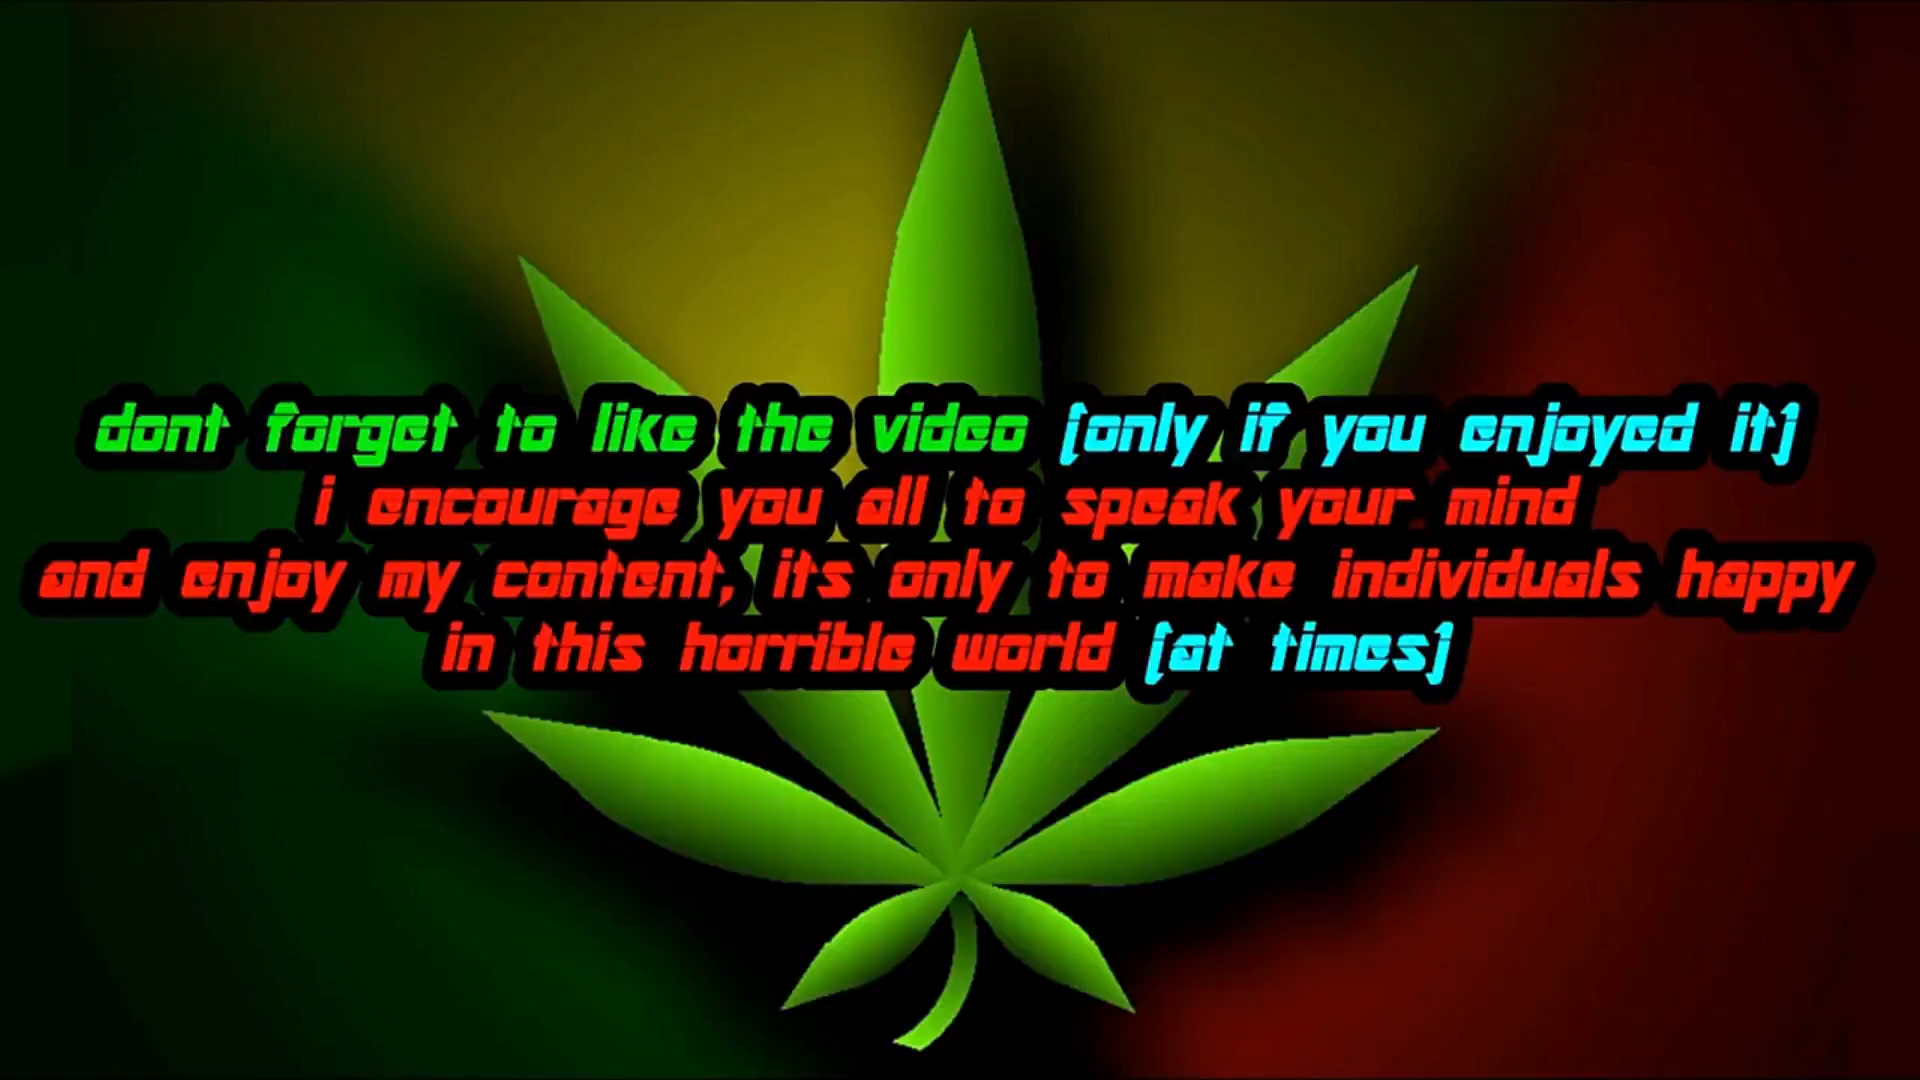 dont forget to like the video (only if you enjoyed it)
i encourage you all to speak your mind
and enjoy my content, its only to make individuals happy
in this horrible world (at times)